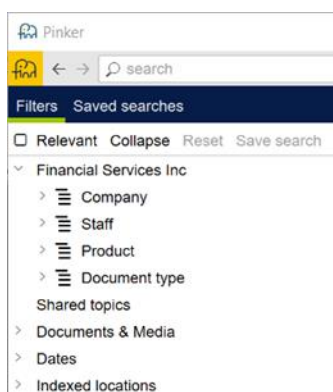 Pinker
search
Filters Saved searches
Relevant Collapse Reset Save search
Financial Services Inc
Company
Staff
Product
Document type
Shared topics
Documents & Media
Dates
Indexed locations